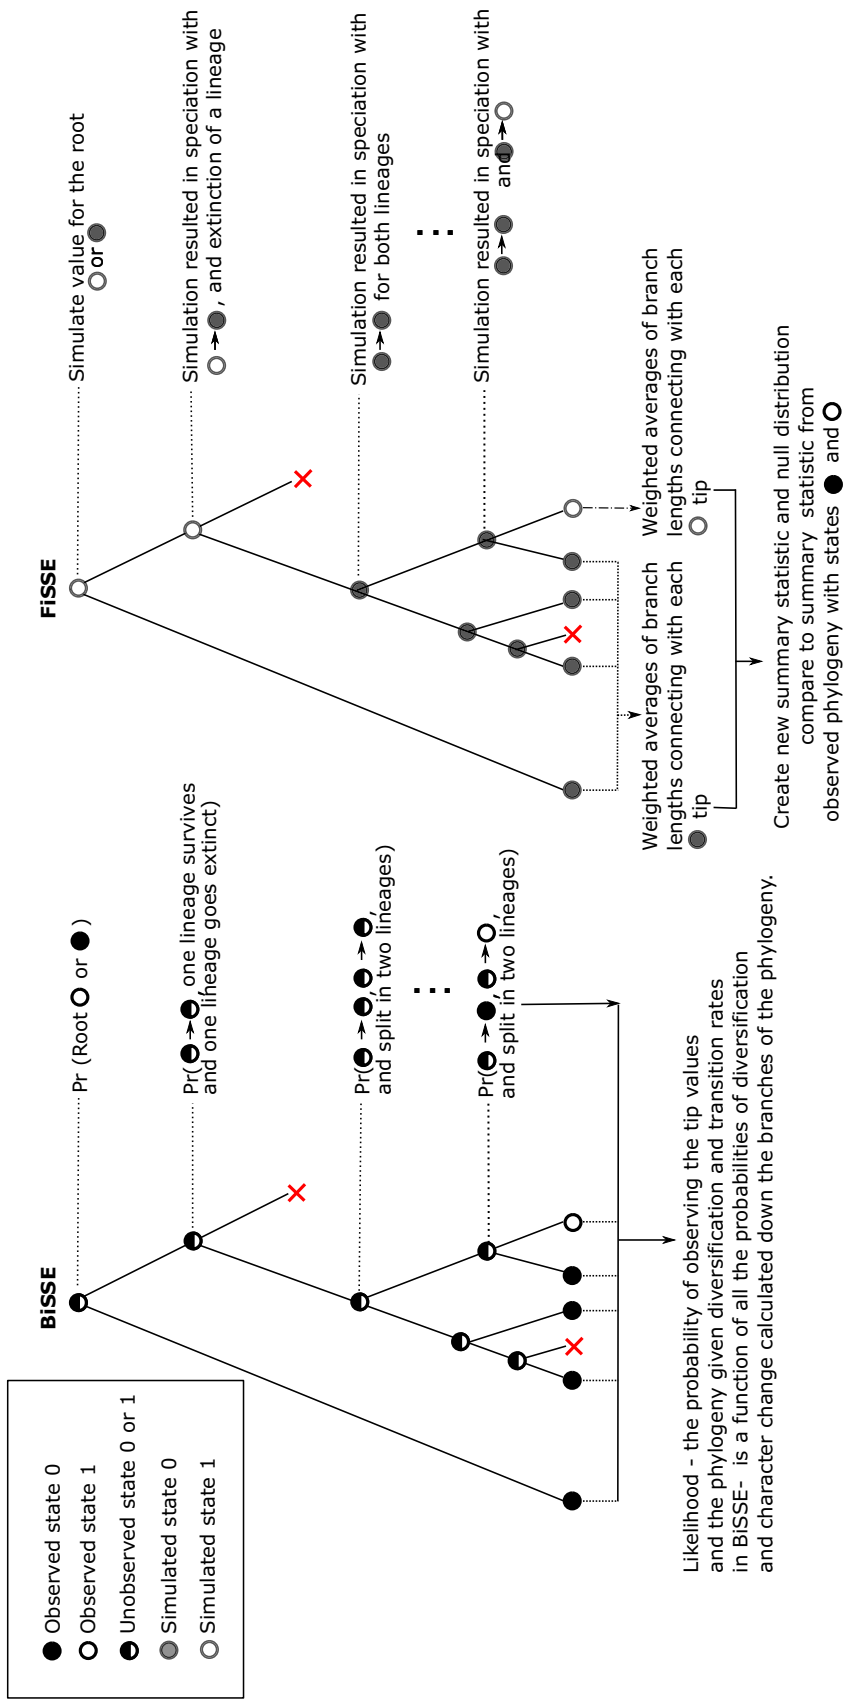 Observed state 0
Observed state 1
Unobserved state 0 or 1
Simulated state 0
Simulated state 1
BiSSE
Pr (Root or )
Pr( , one lineage survives
and one lineage goes extinct)
Pr( , ,
and split in two lineages)
...
Pr( , ,
and split in two lineages)
Likelihood - the probability of observing the tip values
and the phylogeny given diversification and transition rates
in BiSSE- is a function of all the probabilities of diversification
and character change calculated down the branches of the phylogeny.
FiSSE
Simulate value for the root
or
Simulation resulted in speciation with
, and extinction of a lineage
Simulation resulted in speciation with
for both lineages
...
Simulation resulted in speciation with
and
Weighted averages of branch
lengths connecting with each
tip
Weighted averages of branch
lengths connecting with each
tip
Create new summary statistic and null distribution
compare to summary statistic from
observed phylogeny with states and